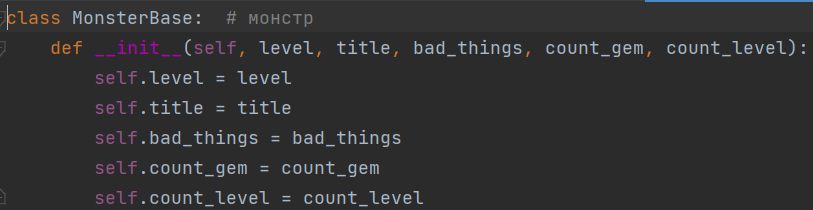 class MonsterBase:  # монстр
    def __init__(self, level, title, bad_things, count_gem, count_level):
        self.level = level
        self.title = title
        self.bad_things = bad_things
        self.count_gem = count_gem
        self.count_level = count_level